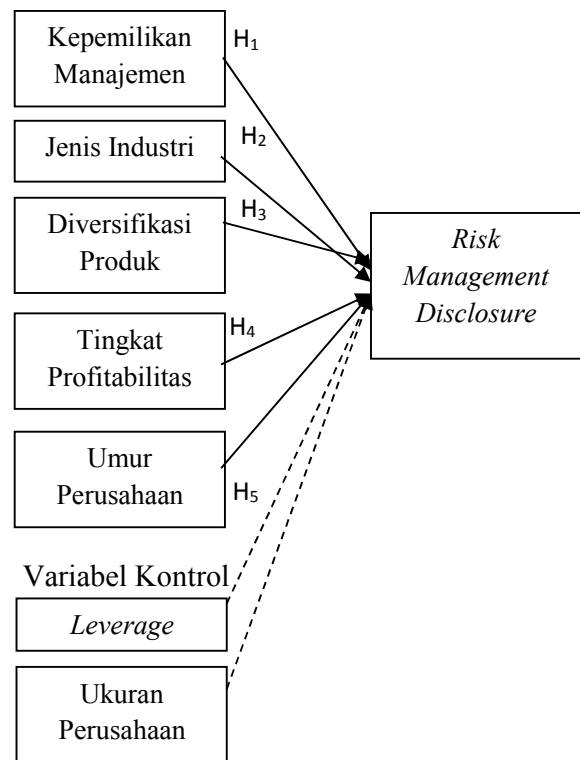 Kepemilikan
Manajemen
H₁
Jenis Industri
H₂
Diversifikasi
Produk
H₃
Tingkat
Profitabilitas
H₄
Umur
Perusahaan
H₅
Risk
Management
Disclosure
Variabel Kontrol
Leverage
Ukuran
Perusahaan